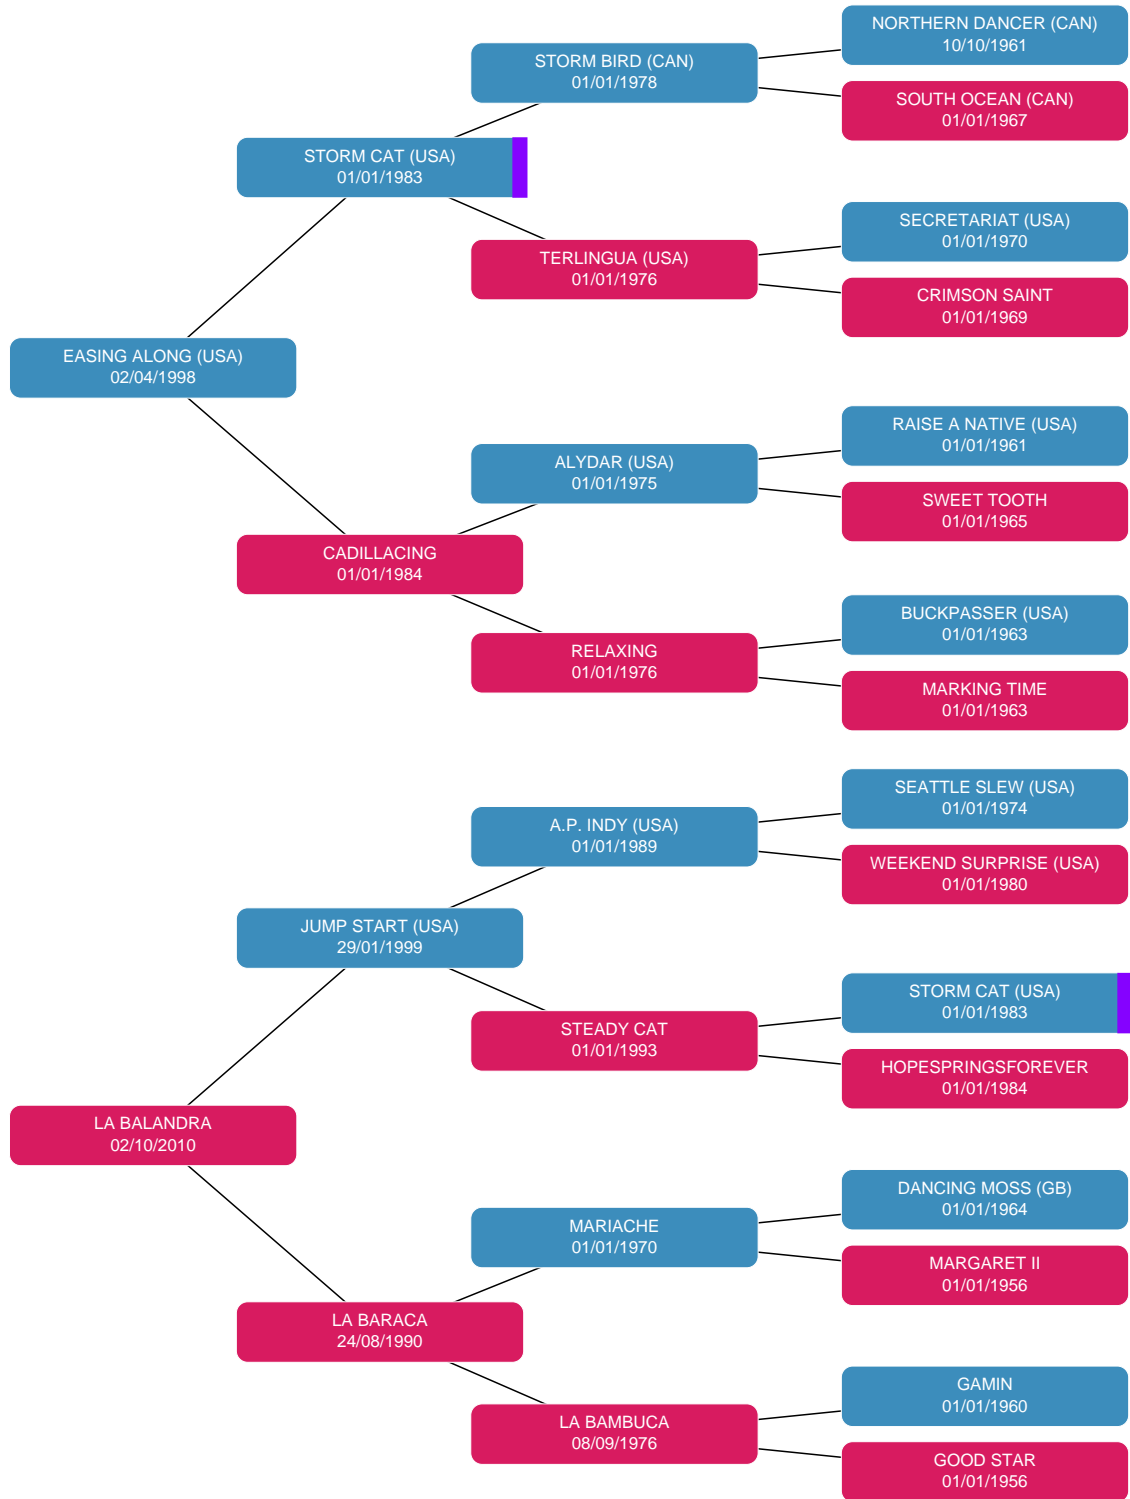 NORTHERN DANCER (CAN)
10/10/1961
STORM BIRD (CAN)
01/01/1978
SOUTH OCEAN (CAN)
01/01/1967
STORM CAT (USA)
01/01/1983
SECRETARIAT (USA)
01/01/1970
TERLINGUA (USA)
01/01/1976
CRIMSON SAINT
01/01/1969
EASING ALONG (USA)
02/04/1998
RAISE A NATIVE (USA)
01/01/1961
ALYDAR (USA)
01/01/1975
SWEET TOOTH
01/01/1965
CADILLACING
01/01/1984
BUCKPASSER (USA)
01/01/1963
RELAXING
01/01/1976
MARKING TIME
01/01/1963
SEATTLE SLEW (USA)
01/01/1974
A.P. INDY (USA)
01/01/1989
WEEKEND SURPRISE (USA)
01/01/1980
JUMP START (USA)
29/01/1999
STORM CAT (USA)
01/01/1983
STEADY CAT
01/01/1993
HOPESPRINGSFOREVER
01/01/1984
LA BALANDRA
02/10/2010
DANCING MOSS (GB)
01/01/1964
MARIACHE
01/01/1970
MARGARET II
01/01/1956
LA BARACA
24/08/1990
GAMIN
01/01/1960
LA BAMBUCA
08/09/1976
GOOD STAR
01/01/1956